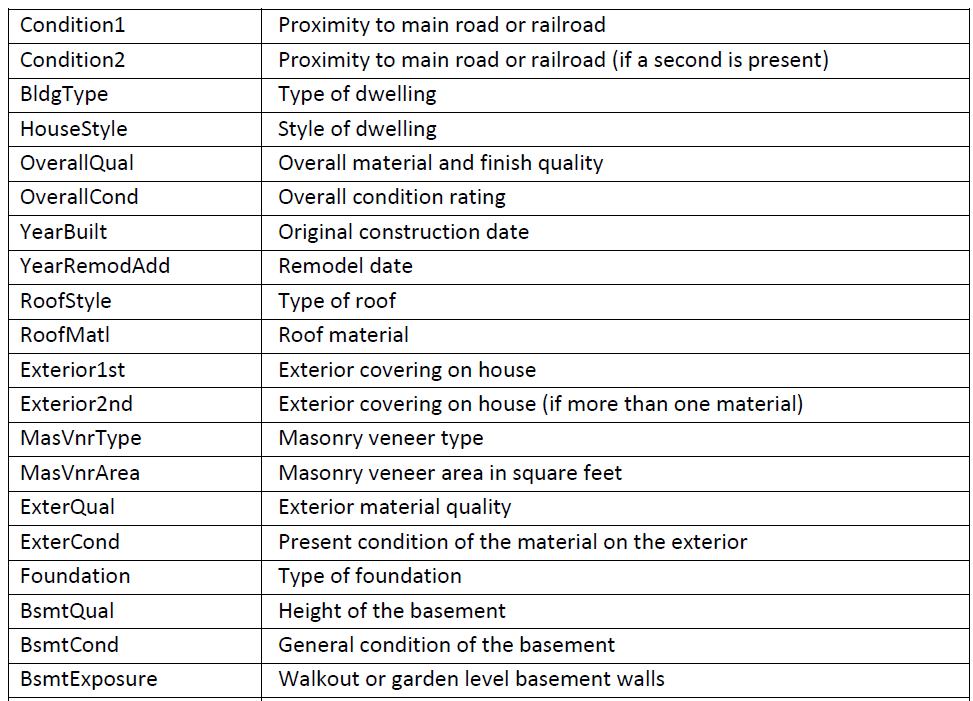 Condition1 Proximity to main road or railroad
Condition2 Proximity to main road or railroad (if a second is present)
BldgType Type of dwelling
HouseStyle Style of dwelling
OverallQual Overall material and finish quality
OverallCond Overall condition rating
YearBuilt Original construction date
YearRemodAdd Remodel date
RoofStyle Type of roof
RoofMatl Roof material
Exterior1st Exterior covering on house
Exterior2nd Exterior covering on house (if more than one material)
MasVnrType Masonry veneer type
MasVnrArea Masonry veneer area in square feet
ExterQual Exterior material quality
ExterCond Present condition of the material on the exterior
Foundation Type of foundation
BsmtQual Height of the basement
BsmtCond General condition of the basement
BsmtExposure Walkout or garden level basement walls